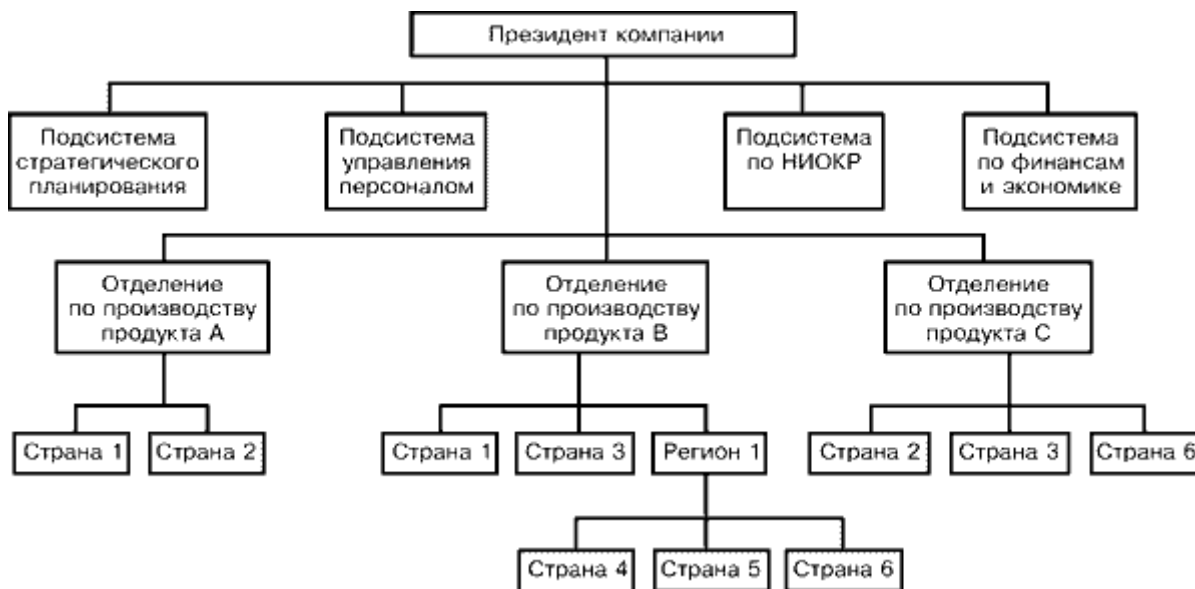 Президент компании
Подсистема
стратегического
планирования
Подсистема
управления
персоналом
Подсистема
по НИОКР
Подсистема
по финансам
и экономике
Отделение
по производству
продукта А
Отделение
по производству
продукта В
Отделение
по производству
продукта С
Страна 1
Страна 2
Страна 1
Страна 3
Регион 1
Страна 2
Страна 3
Страна 6
Страна 4
Страна 5
Страна 6